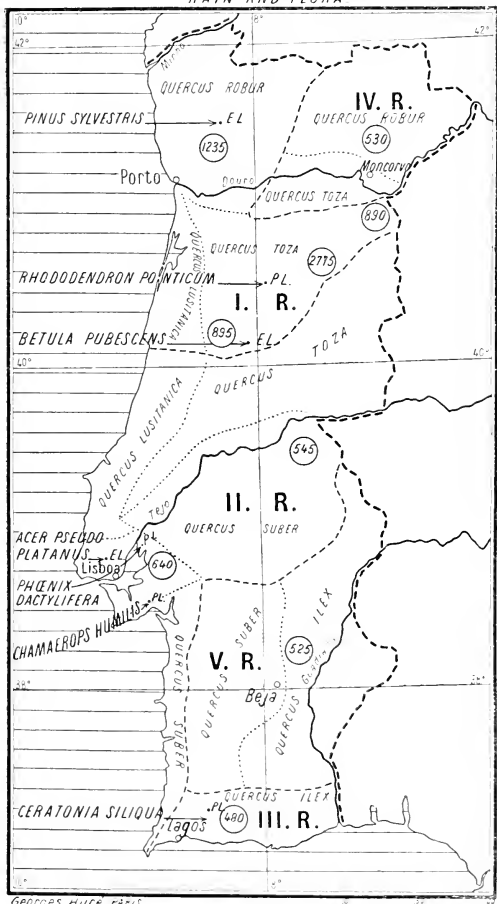 RAIN AND FLORA
10° 8°
42° 42°
Minho
QUERCUS ROBUR
IV. R.
QUERCUS ROBUR
PINUS SYLVESTRIS EL
1235
530
Moncorvo
Porto
Douro
QUERCUS TOZA
890
QUERCUS TOZA
2775
QUERCUS LUSITANICA
RHODODENDRON PONTICUM PL.
I. R.
895
BETULA PUBESCENS EL
TOZA
40° 40°
QUERCUS
QUERCUS LUSITANICA
545
II. R.
Tejo
QUERCUS SUBER
ACER PSEUDO
PL
PLATANUS EL
Lisboa
640
PHŒNIX
DACTYLIFERA
PL.
CHAMAEROPS HUMILIS
QUERCUS SUBER
QUERCUS SUBER
ILEX
V. R.
525
QUERCUS
Beja
38°
QUERCUS ILEX
CERATONIA SILIQUA PL
480
III. R.
Lagos
8°
GEORGES HUCK PARIS